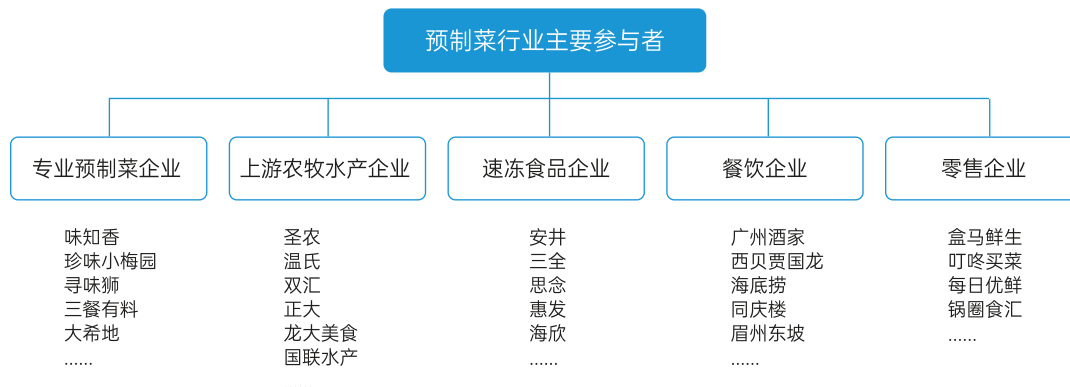 预制菜行业主要参与者
专业预制菜企业
上游农牧水产企业
速冻食品企业
餐饮企业
零售企业
味知香
珍味小梅园
寻味狮
三餐有料
大希地
......
圣农
温氏
双汇
正大
龙大美食
国联水产
安井
三全
思念
惠发
海欣
......
广州酒家
西贝贾国龙
海底捞
同庆楼
眉州东坡
......
盒马鲜生
叮咚买菜
每日优鲜
锅圈食汇
......